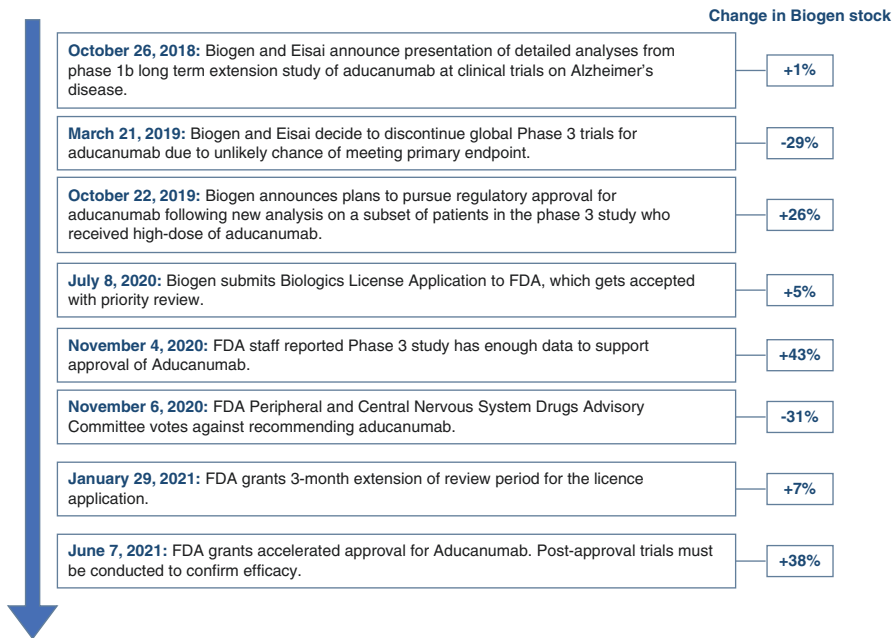 Change in Biogen stock
October 26, 2018: Biogen and Eisai announce presentation of detailed analyses from
phase 1b long term extension study of aducanumab at clinical trials on Alzheimer's
disease.
+1%
March 21, 2019: Biogen and Eisai decide to discontinue global Phase 3 trials for
aducanumab due to unlikely chance of meeting primary endpoint.
-29%
October 22, 2019: Biogen announces plans to pursue regulatory approval for
aducanumab following new analysis on a subset of patients in the phase 3 study who
received high-dose of aducanumab.
+26%
July 8, 2020: Biogen submits Biologics License Application to FDA, which gets accepted
with priority review.
+5%
November 4, 2020: FDA staff reported Phase 3 study has enough data to support
approval of Aducanumab.
+43%
November 6, 2020: FDA Peripheral and Central Nervous System Drugs Advisory
Committee votes against recommending aducanumab.
-31%
January 29, 2021: FDA grants 3-month extension of review period for the licence
application.
+7%
June 7, 2021: FDA grants accelerated approval for Aducanumab. Post-approval trials must
be conducted to confirm efficacy.
+38%